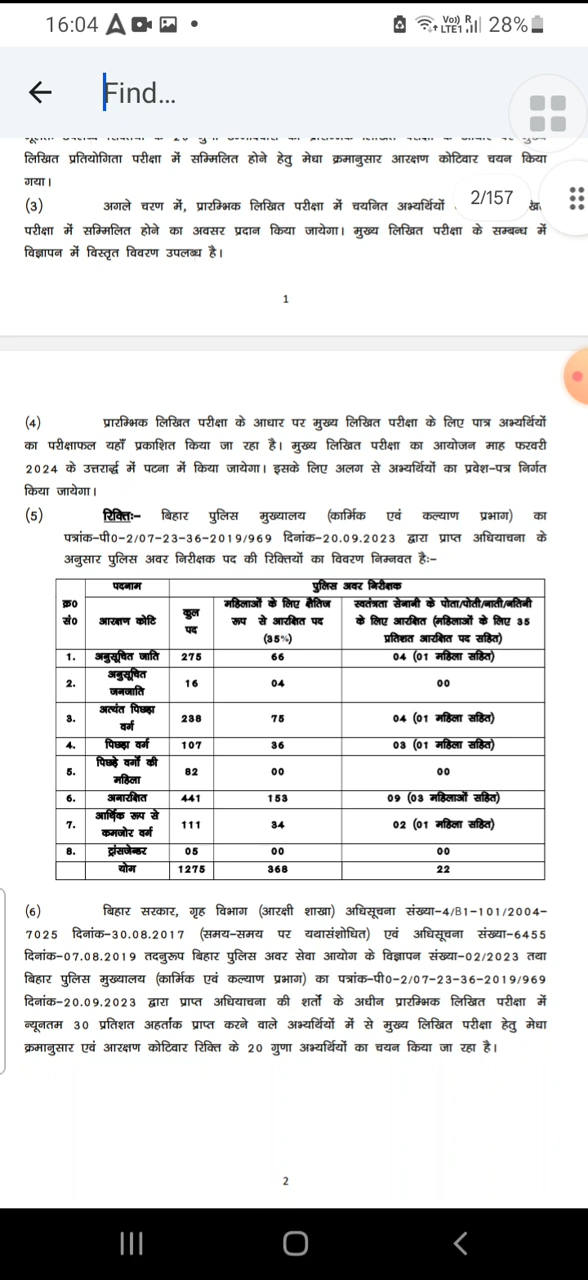 16:04
Vo)) R
LTE1 28%
Find...
लिखित प्रतियोगिता परीक्षा में सम्मिलित होने हेतु मेधा क्रमानुसार आरक्षण कोटिवार चयन किया
गया।
2/157
(3) अगले चरण में, प्रारम्भिक लिखित परीक्षा में चयनित अभ्यर्थियों
परीक्षा में सम्मिलित होने का अवसर प्रदान किया जायेगा। मुख्य लिखित परीक्षा के सम्बन्ध में
विज्ञापन में विस्तृत विवरण उपलब्ध है।
1
(4) प्रारम्भिक लिखित परीक्षा के आधार पर मुख्य लिखित परीक्षा के लिए पात्र अभ्यर्थियों
का परीक्षाफल यहाँ प्रकाशित किया जा रहा है। मुख्य लिखित परीक्षा का आयोजन माह फरवरी
2024 के उत्तरार्द्ध में पटना में किया जायेगा। इसके लिए अलग से अभ्यर्थियों का प्रवेश-पत्र निर्गत
किया जायेगा।
(5) रिक्तिः- बिहार पुलिस मुख्यालय (कार्मिक एवं कल्याण प्रभाग) का
पत्रांक-पी0-2/07-23-36-2019/969 दिनांक-20.09.2023 द्वारा प्राप्त अधियाचना के
अनुसार पुलिस अवर निरीक्षक पद की रिक्तियों का विवरण निम्नवत हैः-
पदनाम पुलिस अवर निरीक्षक
क्र0 सं0 आरक्षण कोटि कुल पद महिलाओं के लिए क्षैतिज रूप से आरक्षित पद (35%) स्वतंत्रता सेनानी के पोता/पोती/नाती/नतिनी के लिए आरक्षित (महिलाओं के लिए 35 प्रतिशत आरक्षित पद सहित)
1. अनुसूचित जाति 275 66 04 (01 महिला सहित)
2. अनुसूचित जनजाति 16 04 00
3. अत्यंत पिछड़ा वर्ग 238 75 04 (01 महिला सहित)
4. पिछड़ा वर्ग 107 36 03 (01 महिला सहित)
5. पिछड़े वर्गों की महिला 82 00 00
6. अनारक्षित 441 153 09 (03 महिलाओं सहित)
7. आर्थिक रूप से कमजोर वर्ग 111 34 02 (01 महिला सहित)
8. ट्रांसजेन्डर 05 00 00
योग 1275 368 22
(6) बिहार सरकार, गृह विभाग (आरक्षी शाखा) अधिसूचना संख्या-4/B1-101/2004-
7025 दिनांक-30.08.2017 (समय-समय पर यथासंशोधित) एवं अधिसूचना संख्या-6455
दिनांक-07.08.2019 तदनुरूप बिहार पुलिस अवर सेवा आयोग के विज्ञापन संख्या-02/2023 तथा
बिहार पुलिस मुख्यालय (कार्मिक एवं कल्याण प्रभाग) का पत्रांक-पी0-2/07-23-36-2019/969
दिनांक-20.09.2023 द्वारा प्राप्त अधियाचना की शर्तों के अधीन प्रारम्भिक लिखित परीक्षा में
न्यूनतम 30 प्रतिशत अहर्तांक प्राप्त करने वाले अभ्यर्थियों में से मुख्य लिखित परीक्षा हेतु मेधा
क्रमानुसार एवं आरक्षण कोटिवार रिक्ति के 20 गुणा अभ्यर्थियों का चयन किया जा रहा है।
2